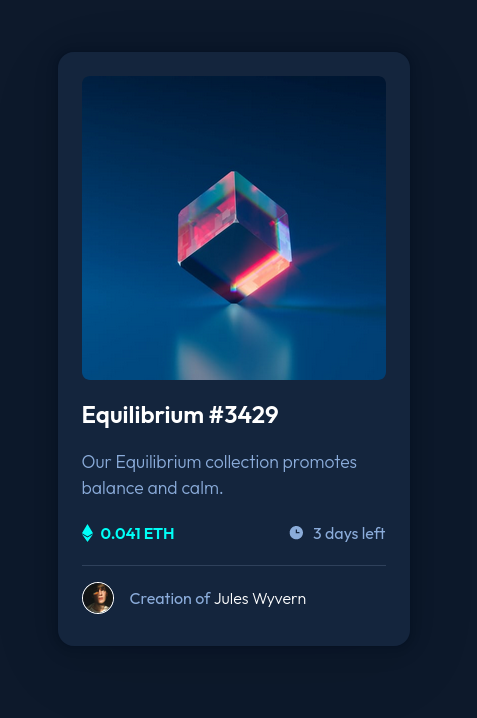 Equilibrium #3429
Our Equilibrium collection promotes
balance and calm.
0.041 ETH
3 days left
Creation of Jules Wyvern